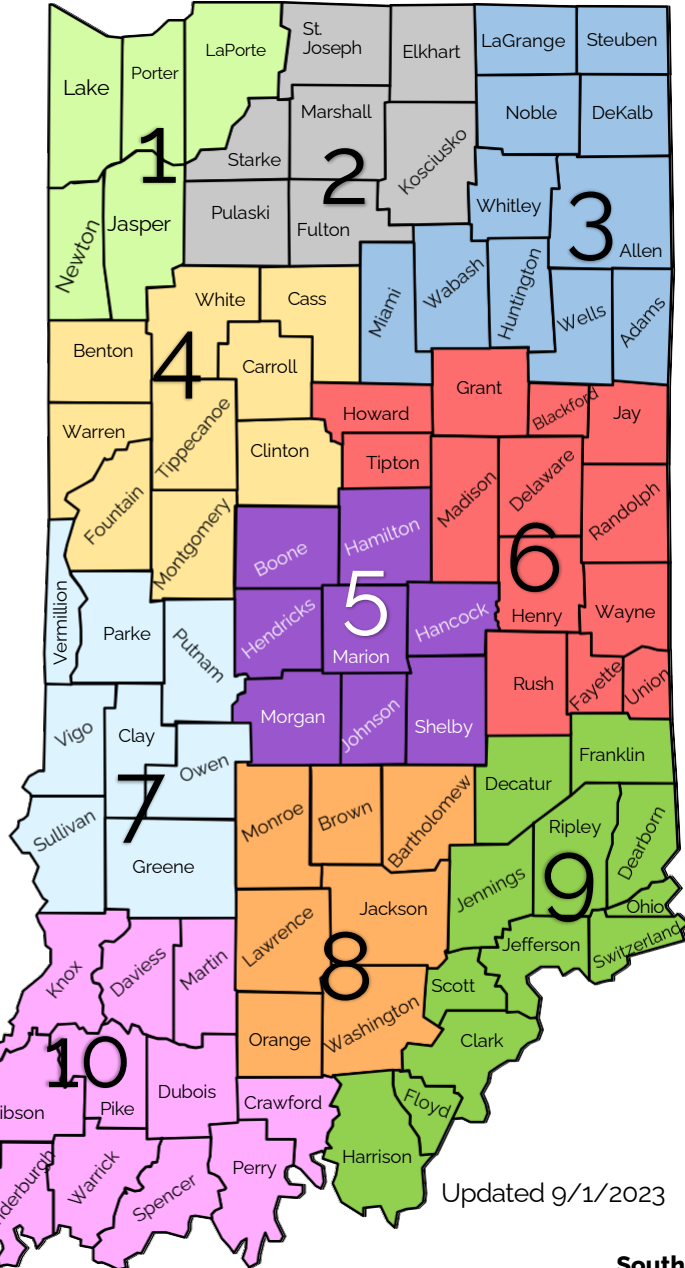 LaPorte
St.
Joseph
Elkhart
LaGrange
Steuben
Lake
Porter
Noble
DeKalb
Marshall
Starke
Kosciusko
1
2
3
Whitley
Allen
Pulaski
Fulton
Jasper
Newton
White
Cass
Miami
Wabash
Huntington
Wells
Adams
Benton
4
Carroll
Grant
Howard
Blackford
Jay
Warren
Tippecanoe
Clinton
Tipton
Madison
Delaware
Randolph
Fountain
Montgomery
Boone
Hamilton
6
Henry
Wayne
Vermillion
Parke
Putnam
Hendricks
5
Marion
Hancock
Rush
Fayette
Union
Vigo
Clay
Owen
Morgan
Johnson
Shelby
Franklin
7
Decatur
Sullivan
Greene
Monroe
Brown
Bartholomew
Ripley
Dearborn
9
Jennings
Ohio
Lawrence
Jackson
Jefferson
Switzerland
8
Knox
Daviess
Martin
Scott
Orange
Washington
Clark
10
ibson
Pike
Dubois
Crawford
Floyd
Harrison
nderburgh
Warrick
Spencer
Perry
Updated 9/1/2023
South